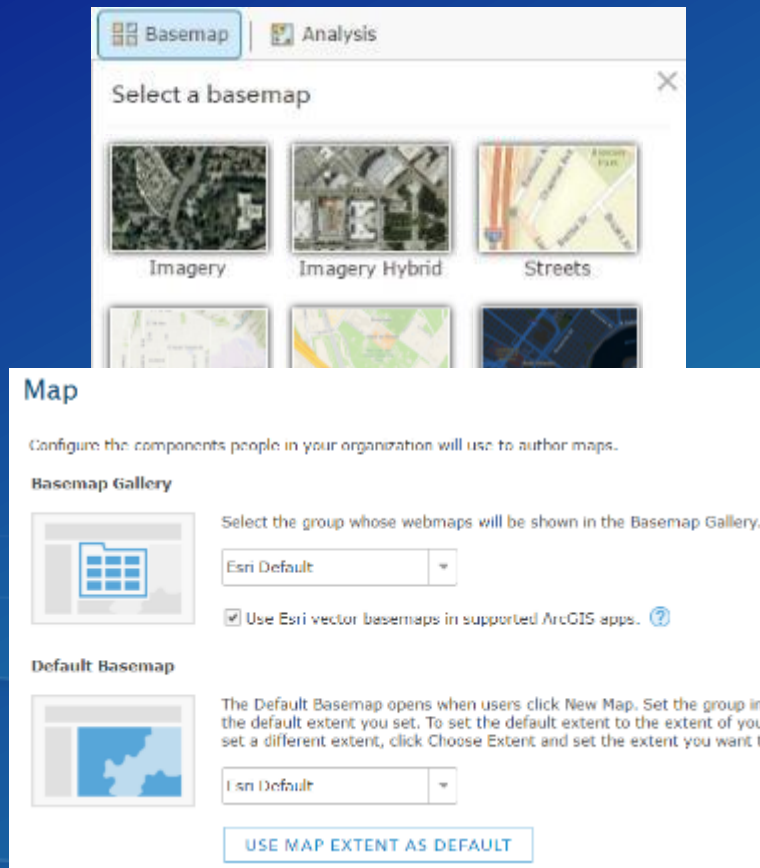 Basemap
Analysis
Select a basemap
Imagery
Imagery Hybrid
Streets
Map
Configure the components people in your organization will use to author maps.
Basemap Gallery
Select the group whose webmaps will be shown in the Basemap Gallery.
Esri Default
Use Esri vector basemaps in supported ArcGIS apps.
Default Basemap
The Default Basemap opens when users click New Map. Set the group in
the default extent you set. To set the default extent to the extent of you
set a different extent, click Choose Extent and set the extent you want t
Esri Default
USE MAP EXTENT AS DEFAULT